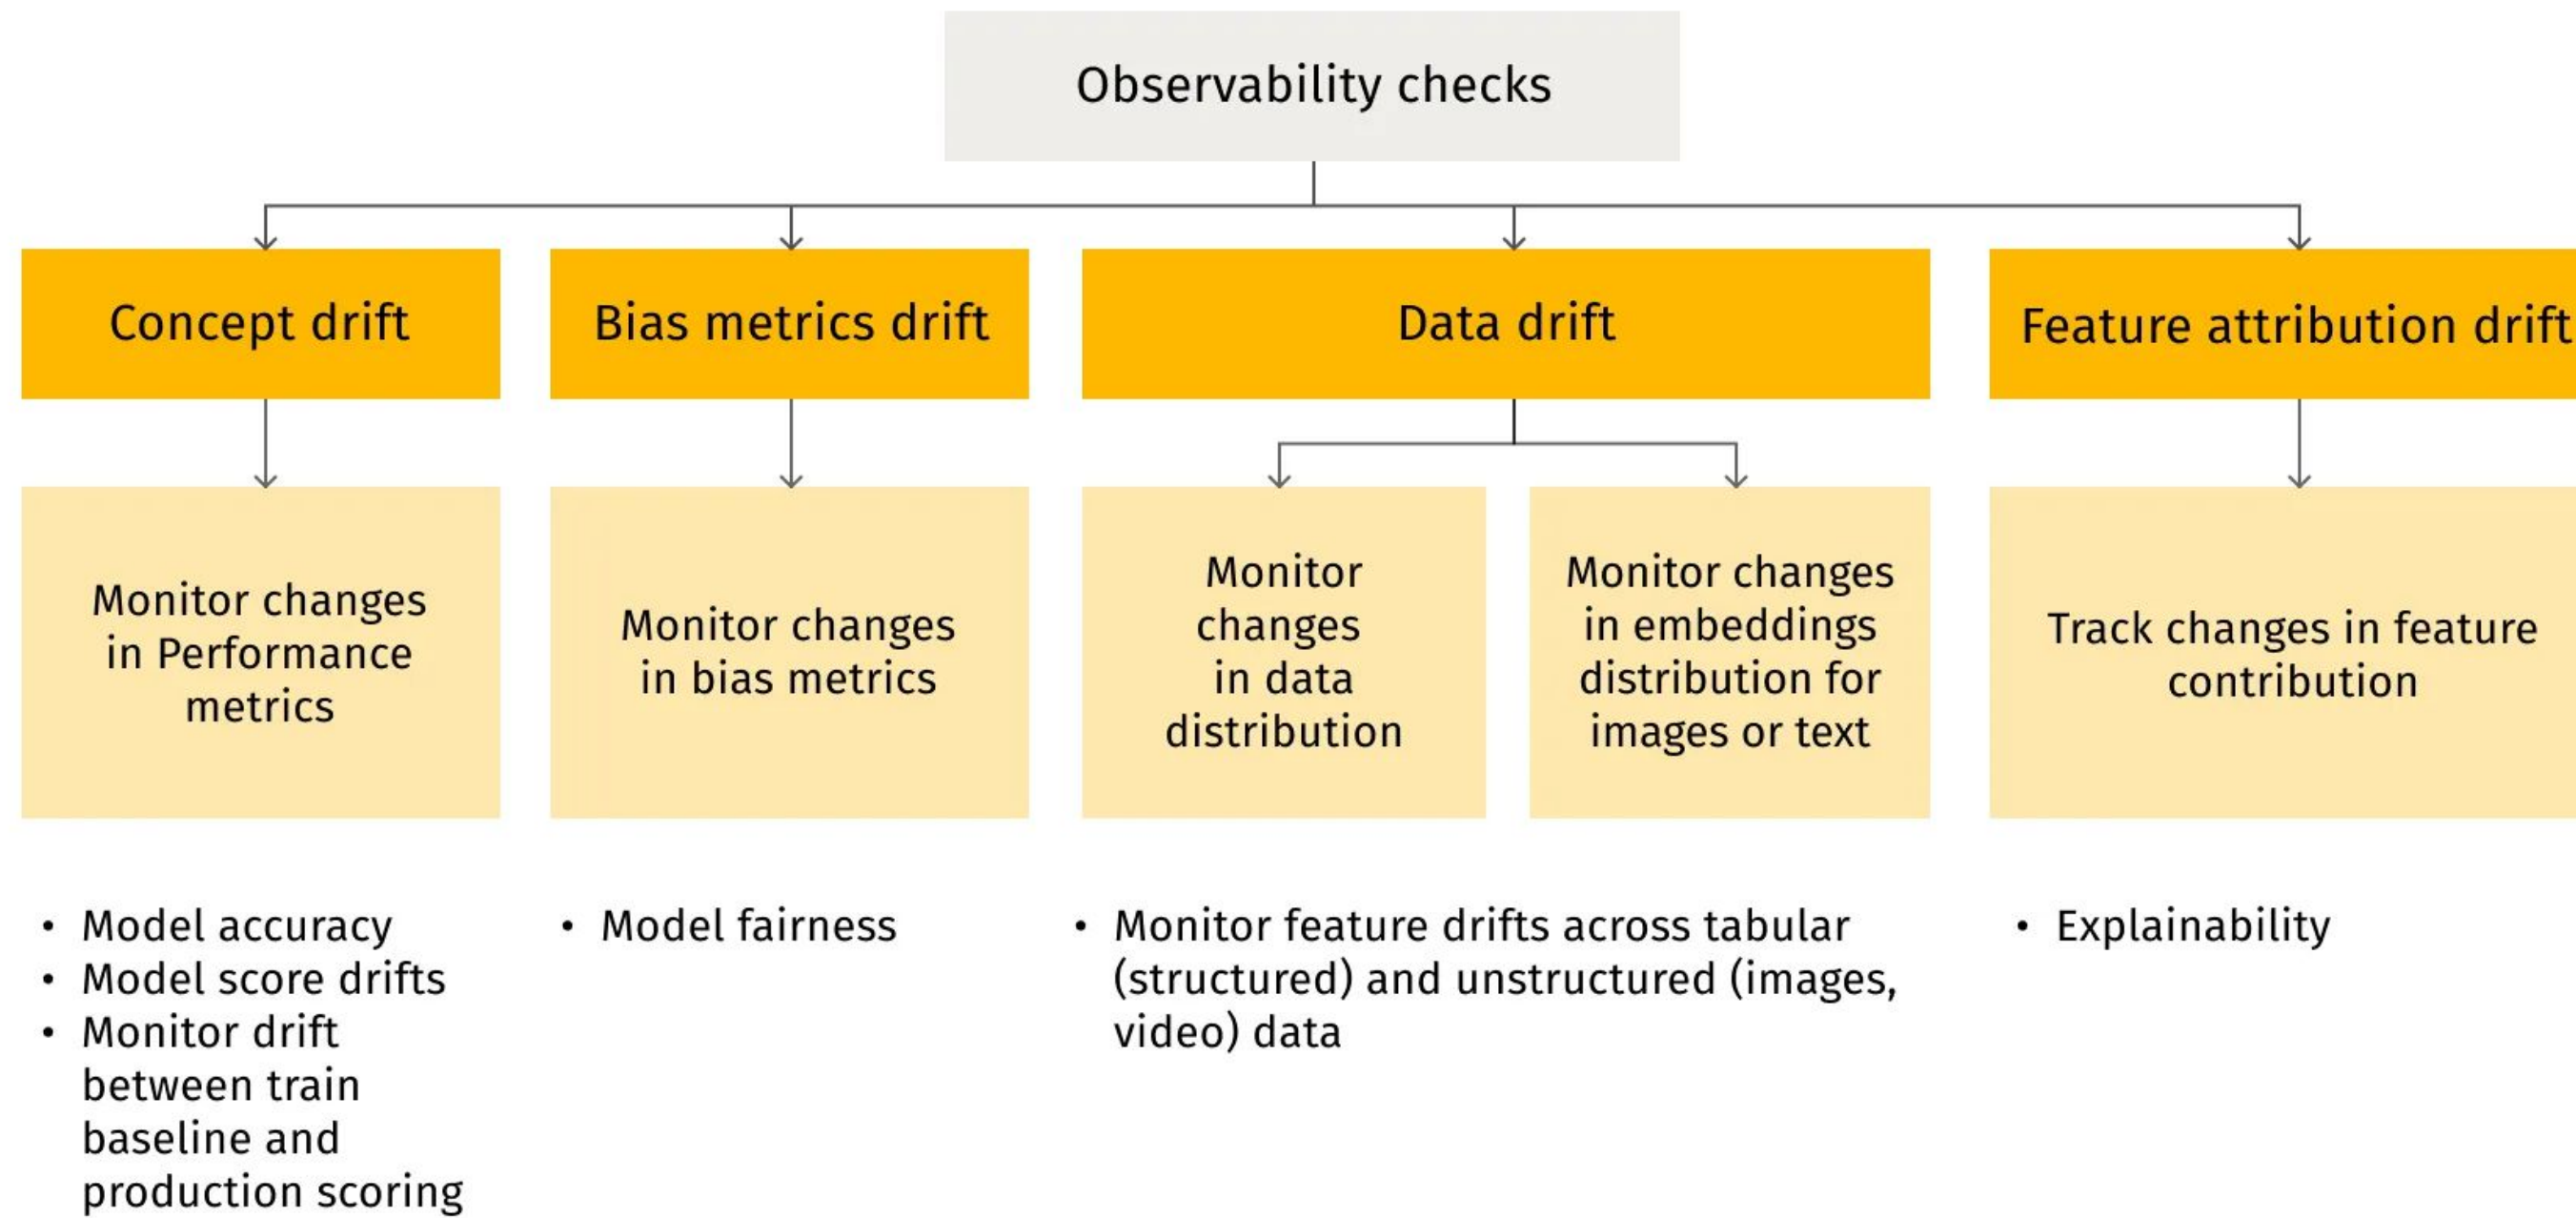 Observability checks
Concept drift
Bias metrics drift
Data drift
Feature attribution drift
Monitor changes
in Performance
metrics
Monitor changes
in bias metrics
Monitor
changes
in data
distribution
Monitor changes
in embeddings
distribution for
images or text
Track changes in feature
contribution
• Model accuracy
• Model score drifts
• Monitor drift
between train
baseline and
production scoring
• Model fairness
• Monitor feature drifts across tabular
(structured) and unstructured (images,
video) data
• Explainability